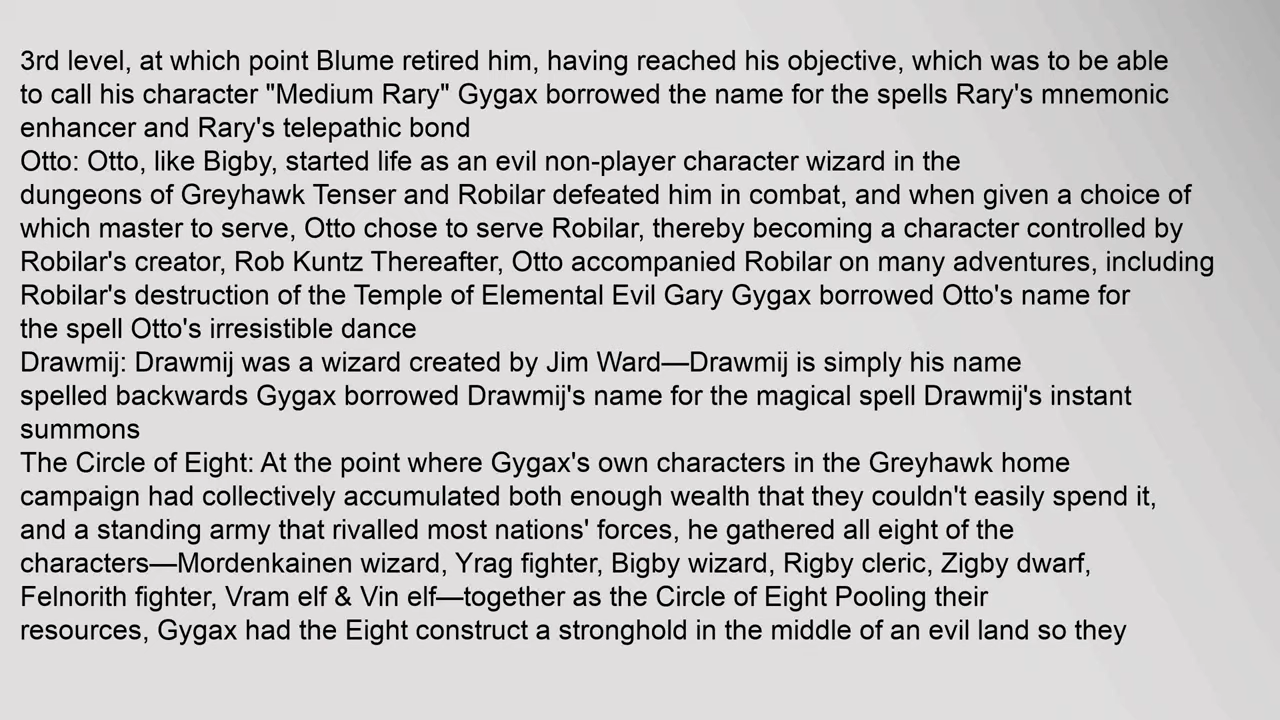 3rd level, at which point Blume retired him, having reached his objective, which was to be able
to call his character "Medium Rary" Gygax borrowed the name for the spells Rary's mnemonic
enhancer and Rary's telepathic bond
Otto: Otto, like Bigby, started life as an evil non-player character wizard in the
dungeons of Greyhawk Tenser and Robilar defeated him in combat, and when given a choice of
which master to serve, Otto chose to serve Robilar, thereby becoming a character controlled by
Robilar's creator, Rob Kuntz Thereafter, Otto accompanied Robilar on many adventures, including
Robilar's destruction of the Temple of Elemental Evil Gary Gygax borrowed Otto's name for
the spell Otto's irresistible dance
Drawmij: Drawmij was a wizard created by Jim Ward—Drawmij is simply his name
spelled backwards Gygax borrowed Drawmij's name for the magical spell Drawmij's instant
summons
The Circle of Eight: At the point where Gygax's own characters in the Greyhawk home
campaign had collectively accumulated both enough wealth that they couldn't easily spend it,
and a standing army that rivalled most nations' forces, he gathered all eight of the
characters—Mordenkainen wizard, Yrag fighter, Bigby wizard, Rigby cleric, Zigby dwarf,
Felnorith fighter, Vram elf & Vin elf—together as the Circle of Eight Pooling their
resources, Gygax had the Eight construct a stronghold in the middle of an evil land so they